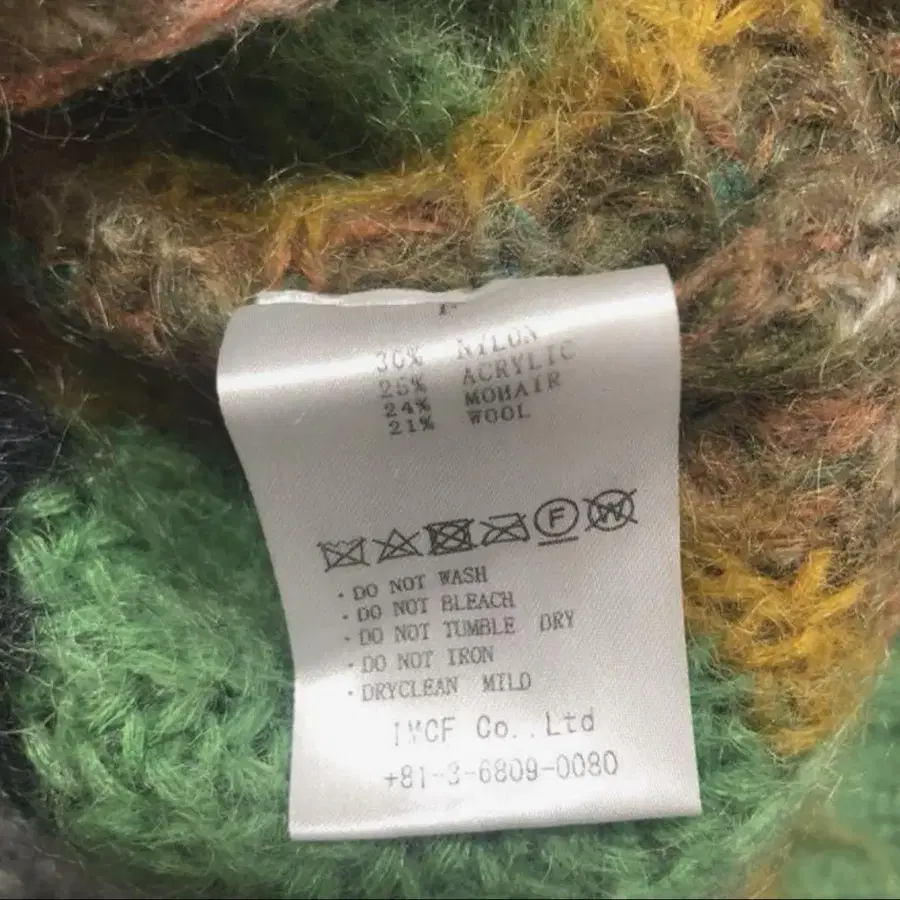 30% NYLON
25% ACRYLIC
24% MOHAIR
21% WOOL
F
W
· DO NOT WASH
· DO NOT BLEACH
· DO NOT TUMBLE DRY
· DO NOT IRON
· DRYCLEAN MILD
Co., Ltd
+81-3-6809-0080